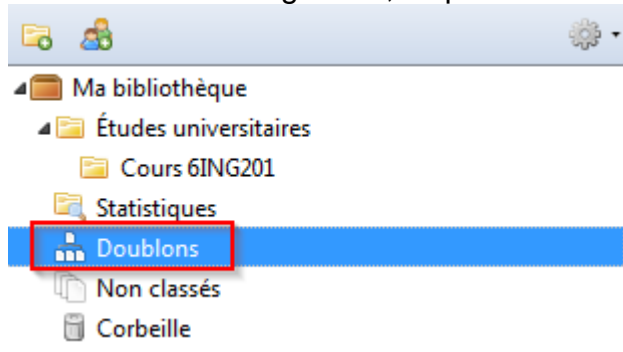 Ma bibliothèque
Études universitaires
Cours 6ING201
Statistiques
Doublons
Non classés
Corbeille